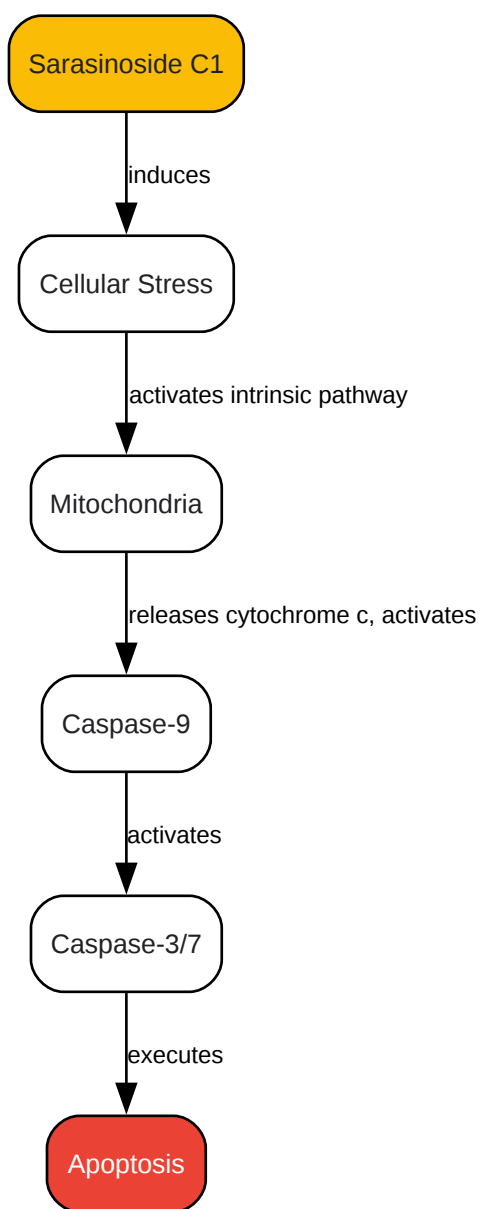 Sarasinoside C1
induces
Cellular Stress
activates intrinsic pathway
Mitochondria
releases cytochrome c, activates
Caspase-9
activates
Caspase-3/7
executes
Apoptosis